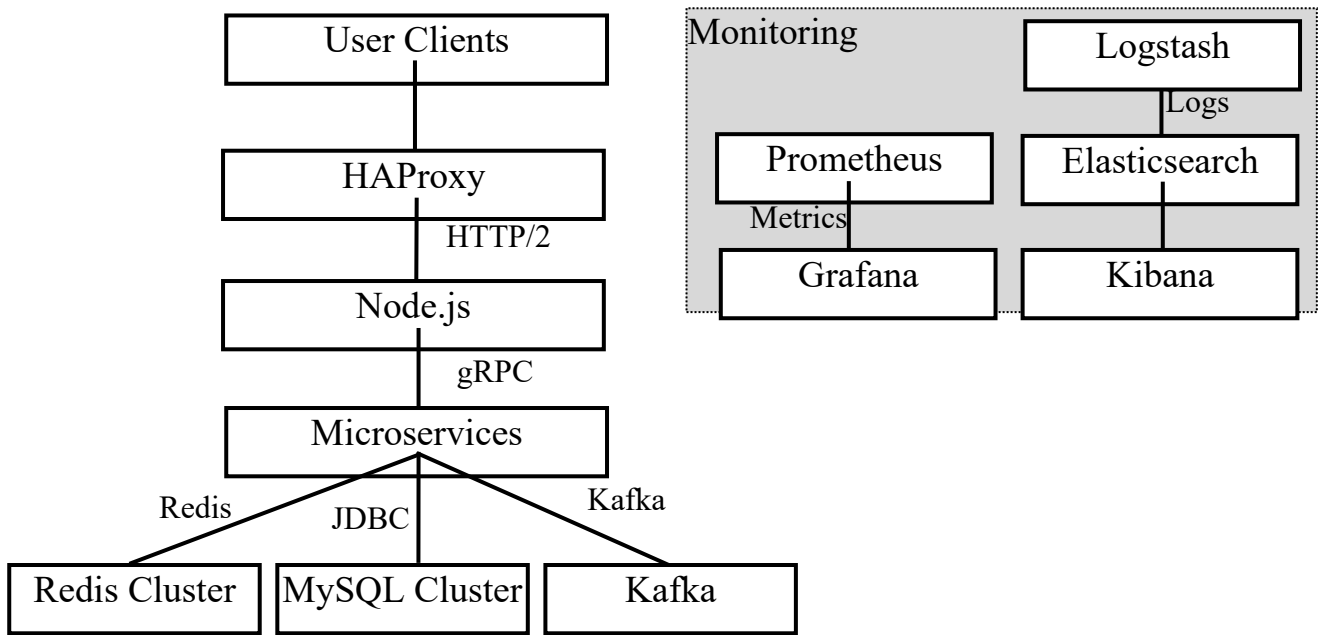 User Clients
HAProxy
HTTP/2
Node.js
gRPC
Microservices
Redis
JDBC
Kafka
Redis Cluster
MySQL Cluster
Kafka
Monitoring
Logstash
Logs
Prometheus
Elasticsearch
Metrics
Grafana
Kibana